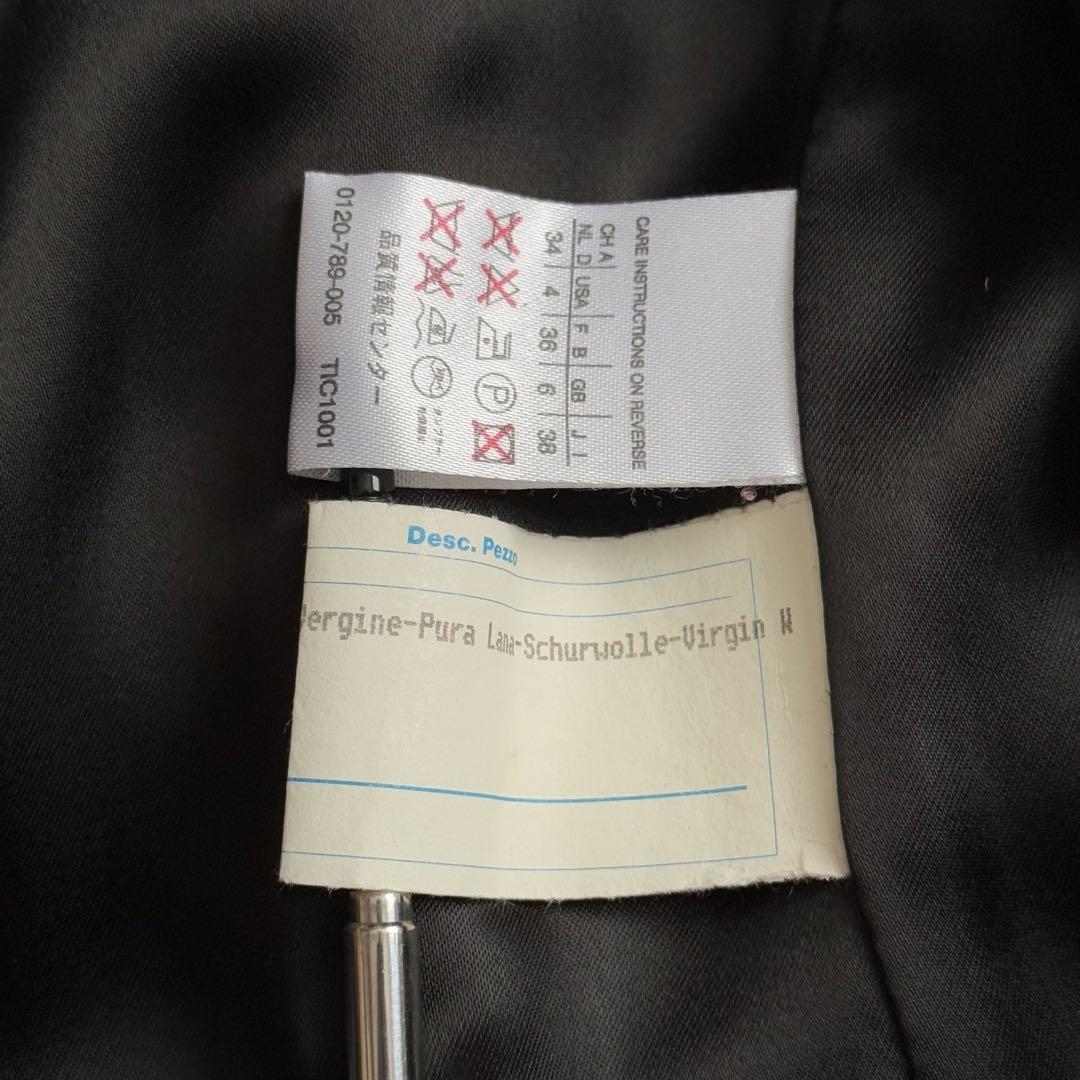 CARE INSTRUCTIONS ON REVERSE
CH A
NL D USA F B GB J I
34 4 36 6 38
品質情報センター
0120-789-005 TIC1001
Desc. Pezzo
ergine-Pura Lana-Schurwolle-Virgin W